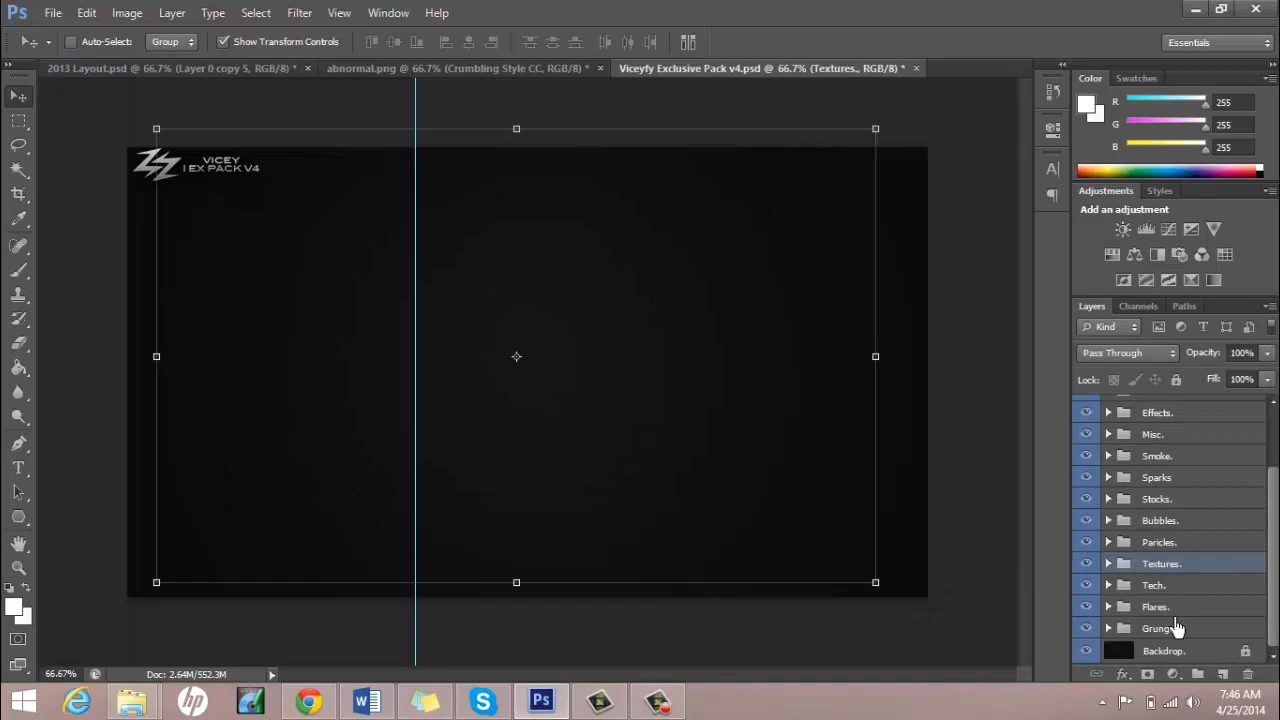 Ps File Edit Image Layer Type Select Filter View Window Help
Auto-Select: Group Show Transform Controls Essentials
2013 Layout.psd @ 66.7% (Layer 0 copy 5, RGB/8) * × abnormal.png @ 66.7% (Crumbling Style CC, RGB/8) * × Viceyfy Exclusive Pack v4.psd @ 66.7% (Textures., RGB/8) * ×
Color Swatches
R 255
G 255
B 255
VICEY
EX PACK V4
Adjustments Styles
Add an adjustment
Layers Channels Paths
Kind
Pass Through Opacity: 100%
Lock: Fill: 100%
Effects.
Misc.
Smoke.
Sparks
Stocks.
Bubbles.
Paricles.
Textures.
Tech.
Flares.
Grung
Backdrop.
66.67% Doc: 2.64M/552.3M
7:46 AM
4/25/2014